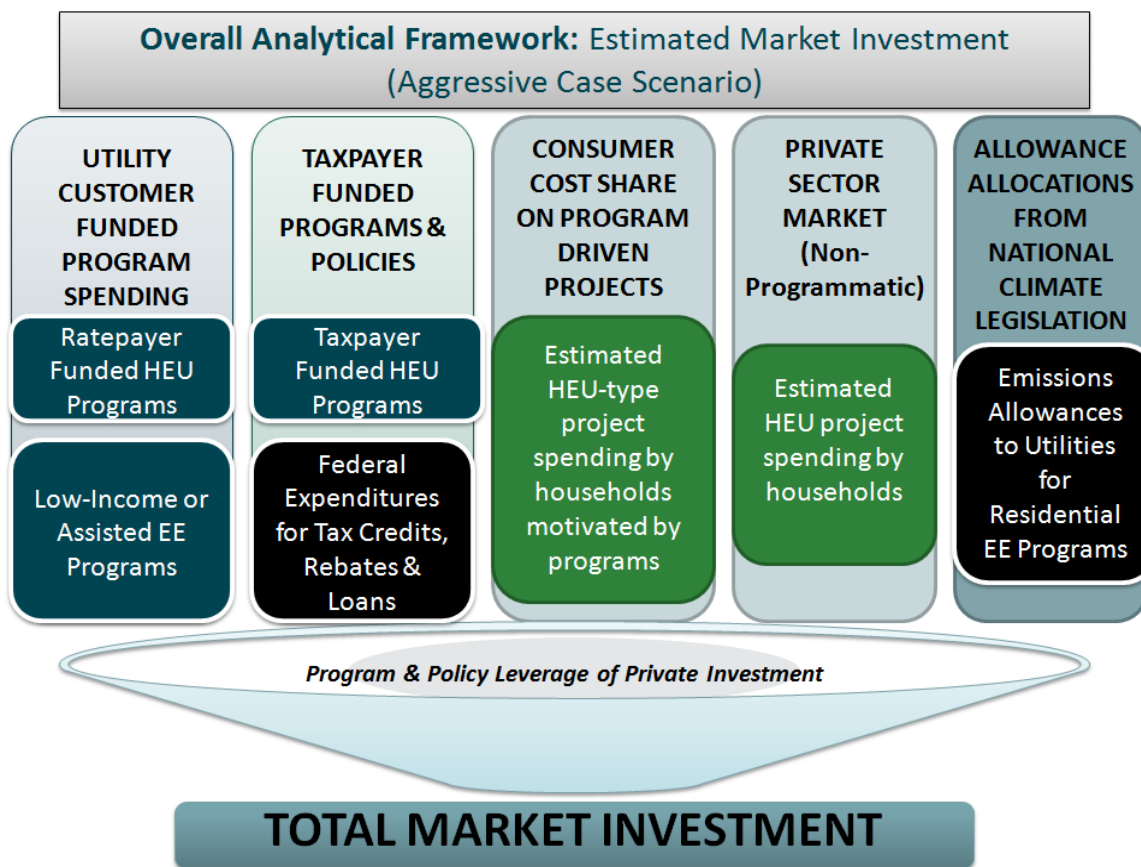 Overall Analytical Framework: Estimated Market Investment
(Aggressive Case Scenario)
UTILITY
CUSTOMER
FUNDED
PROGRAM
SPENDING
Ratepayer
Funded HEU
Programs
Low-Income or
Assisted EE
Programs
TAXPAYER
FUNDED
PROGRAMS &
POLICIES
Taxpayer
Funded HEU
Programs
Federal
Expenditures
for Tax Credits,
Rebates &
Loans
CONSUMER
COST SHARE
ON PROGRAM
DRIVEN
PROJECTS
Estimated
HEU-type
project
spending by
households
motivated by
programs
PRIVATE
SECTOR
MARKET
(Non-
Programmatic)
Estimated
HEU project
spending by
households
ALLOWANCE
ALLOCATIONS
FROM
NATIONAL
CLIMATE
LEGISLATION
Emissions
Allowances
to Utilities
for
Residential
EE Programs
Program & Policy Leverage of Private Investment
TOTAL MARKET INVESTMENT